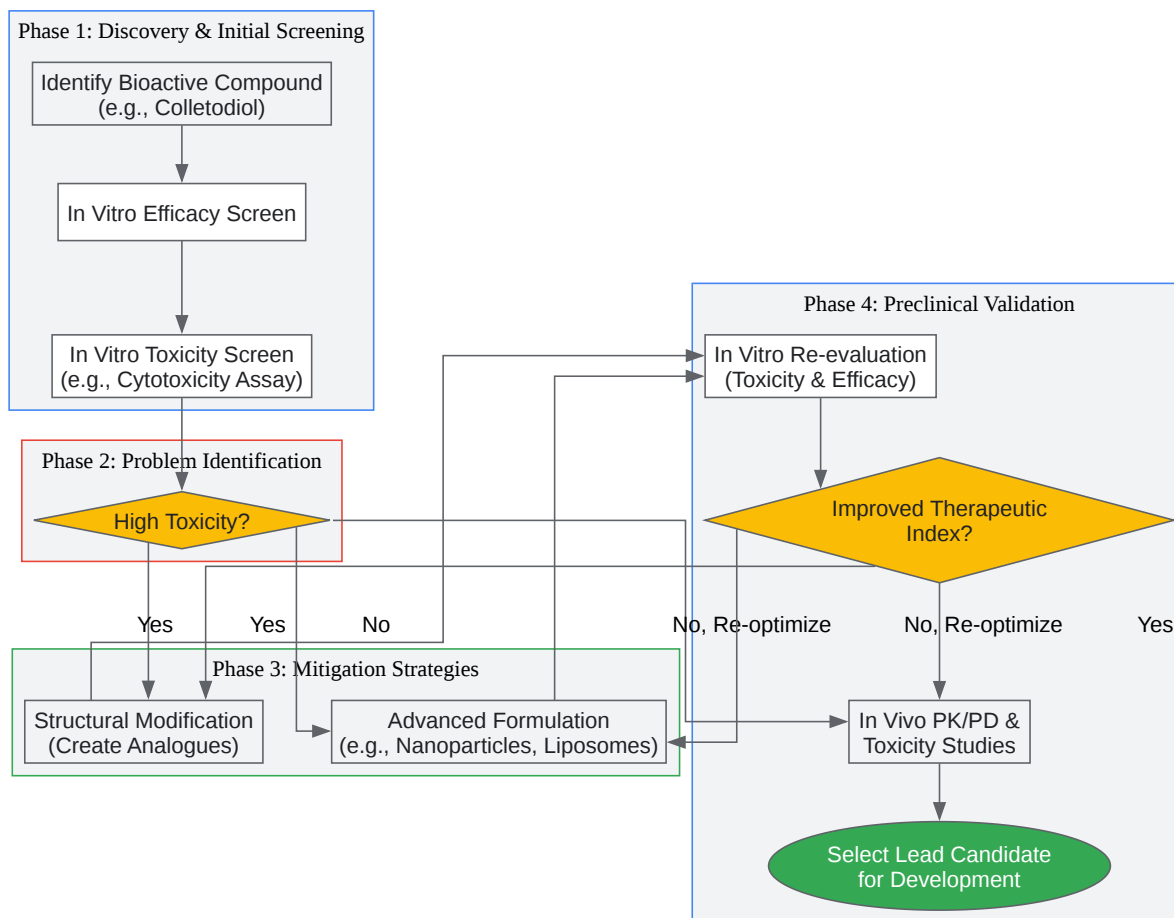 Phase 1: Discovery & Initial Screening
Identify Bioactive Compound
(e.g., Colletodiol)
In Vitro Efficacy Screen
In Vitro Toxicity Screen
(e.g., Cytotoxicity Assay)
Phase 2: Problem Identification
High Toxicity?
Yes
Yes
No
Phase 3: Mitigation Strategies
Structural Modification
(Create Analogues)
Advanced Formulation
(e.g., Nanoparticles, Liposomes)
Phase 4: Preclinical Validation
In Vitro Re-evaluation
(Toxicity & Efficacy)
Improved Therapeutic
Index?
No, Re-optimize
No, Re-optimize
Yes
In Vivo PK/PD &
Toxicity Studies
Select Lead Candidate
for Development